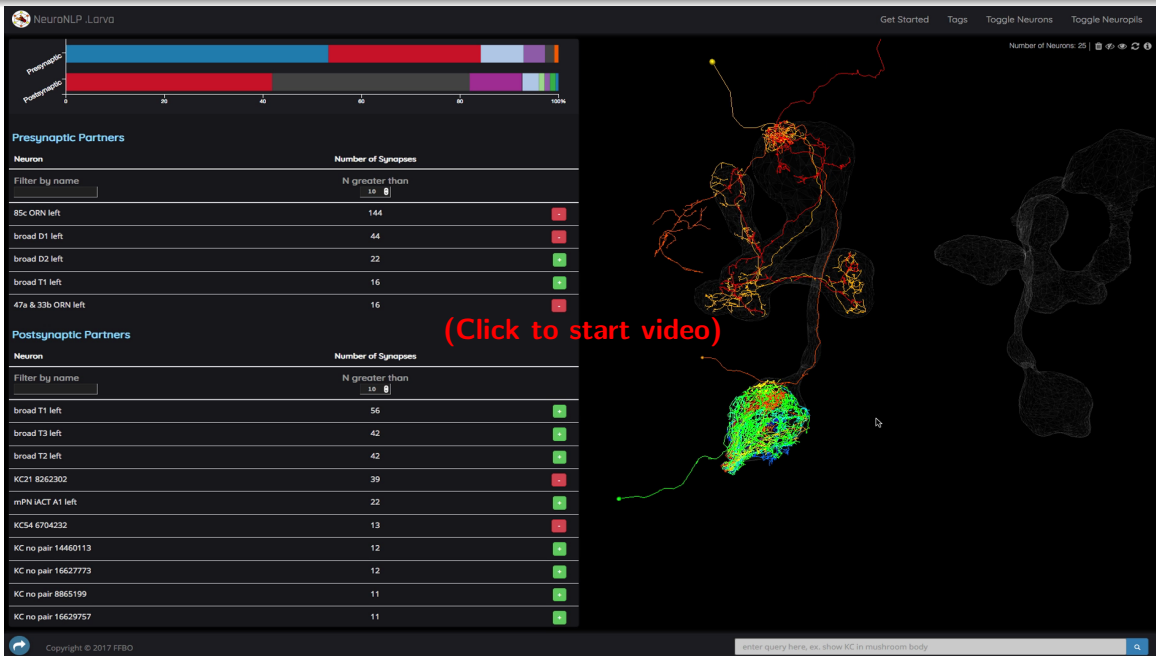 NeuroNLP .Larva
Get Started Tags Toggle Neurons Toggle Neuropils
Number of Neurons: 25 |
Presynaptic
Postsynaptic
0 20 40 60 80 100%
Presynaptic Partners
Neuron Number of Synapses
Filter by name N greater than
10
85c ORN left 144 -
broad D1 left 44 -
broad D2 left 22 +
broad T1 left 16 +
47a & 33b ORN left 16 -
(Click to start video)
Postsynaptic Partners
Neuron Number of Synapses
Filter by name N greater than
10
broad T1 left 56 +
broad T3 left 42 +
broad T2 left 42 +
KC21 8262302 39 -
mPN iACT A1 left 22 +
KC54 6704232 13 -
KC no pair 14460113 12 +
KC no pair 16627773 12 +
KC no pair 8865199 11 +
KC no pair 16629757 11 +
Copyright © 2017 FFBO
enter query here, ex. show KC in mushroom body